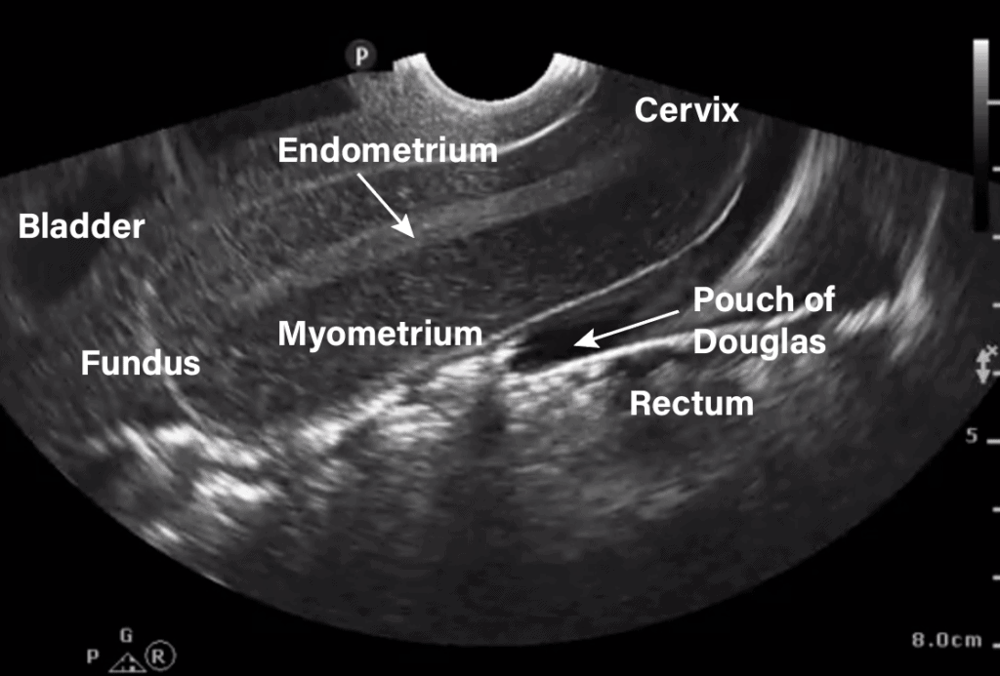 P
Cervix
Endometrium
Bladder
Pouch of
Douglas
Myometrium
Fundus
Rectum
5
8.0cm
G
P R